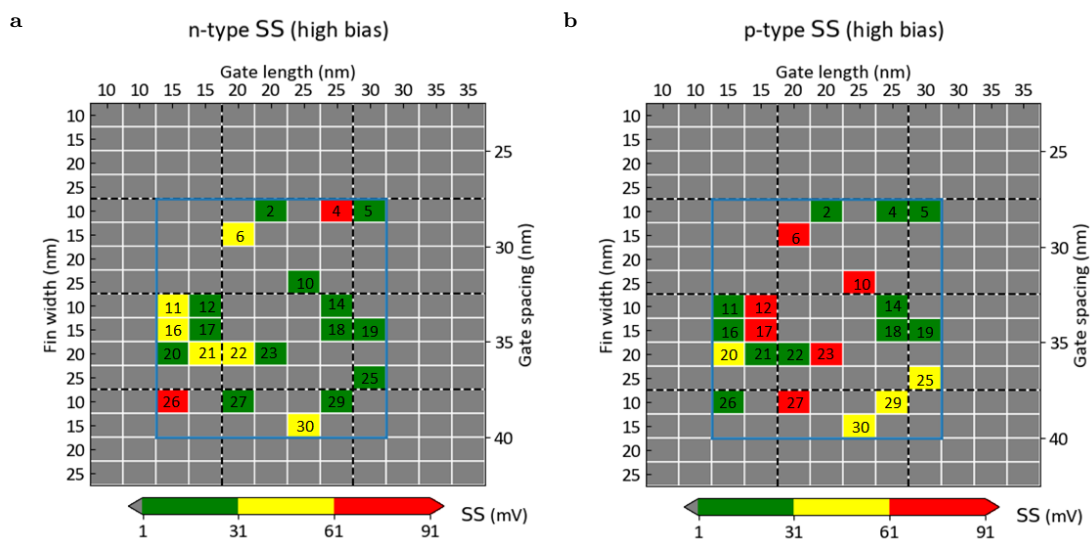 a
n-type SS (high bias)
Gate length (nm)
10 10 15 15 20 20 25 25 30 30 35 35
Fin width (nm)
10
15
20
25
10
15
20
25
10
15
20
25
10
15
20
25
25
30
35
40
Gate spacing (nm)
2 4 5
6
10
11 12 14
16 17 18 19
20 21 22 23
25
26 27 29
30
1 31 61 91
SS (mV)
b
p-type SS (high bias)
Gate length (nm)
10 10 15 15 20 20 25 25 30 30 35 35
Fin width (nm)
10
15
20
25
10
15
20
25
10
15
20
25
10
15
20
25
25
30
35
40
Gate spacing (nm)
2 4 5
6
10
11 12 14
16 17 18 19
20 21 22 23
25
26 27 29
30
1 31 61 91
SS (mV)